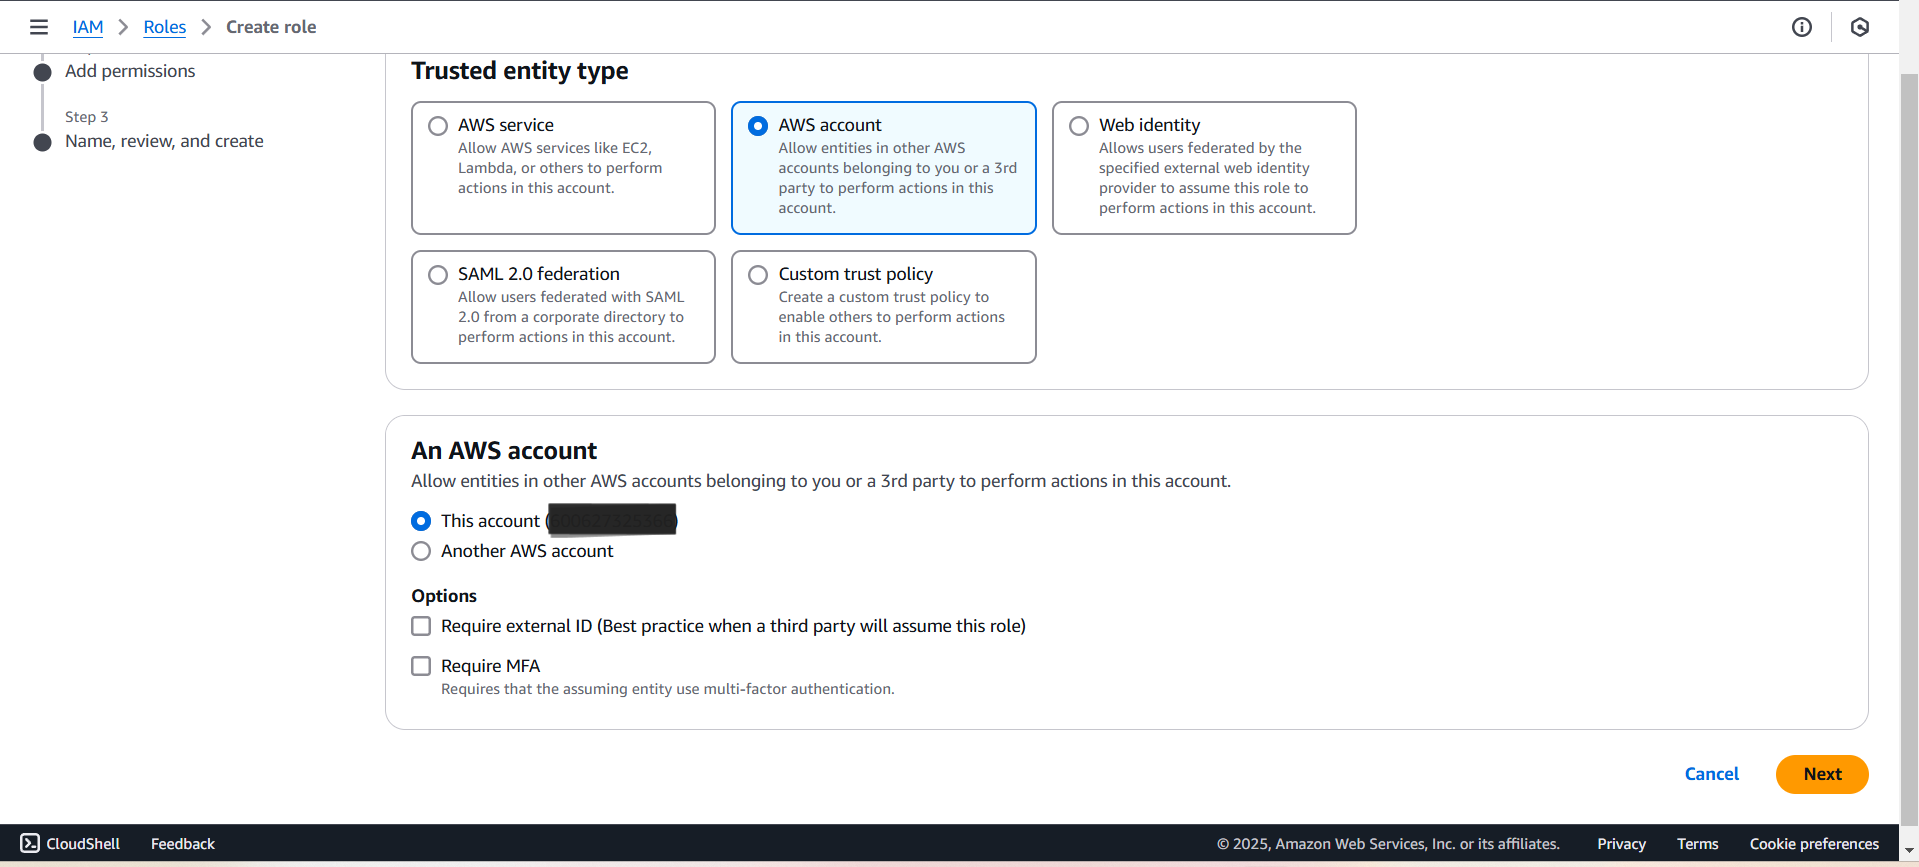 IAM > Roles > Create role
Add permissions
Step 3
Name, review, and create
Trusted entity type
AWS service
Allow AWS services like EC2,
Lambda, or others to perform
actions in this account.
AWS account
Allow entities in other AWS
accounts belonging to you or a 3rd
party to perform actions in this
account.
Web identity
Allows users federated by the
specified external web identity
provider to assume this role to
perform actions in this account.
SAML 2.0 federation
Allow users federated with SAML
2.0 from a corporate directory to
perform actions in this account.
Custom trust policy
Create a custom trust policy to
enable others to perform actions
in this account.
An AWS account
Allow entities in other AWS accounts belonging to you or a 3rd party to perform actions in this account.
This account (
Another AWS account
Options
Require external ID (Best practice when a third party will assume this role)
Require MFA
Requires that the assuming entity use multi-factor authentication.
Cancel
Next
CloudShell
Feedback
© 2025, Amazon Web Services, Inc. or its affiliates.
Privacy
Terms
Cookie preferences